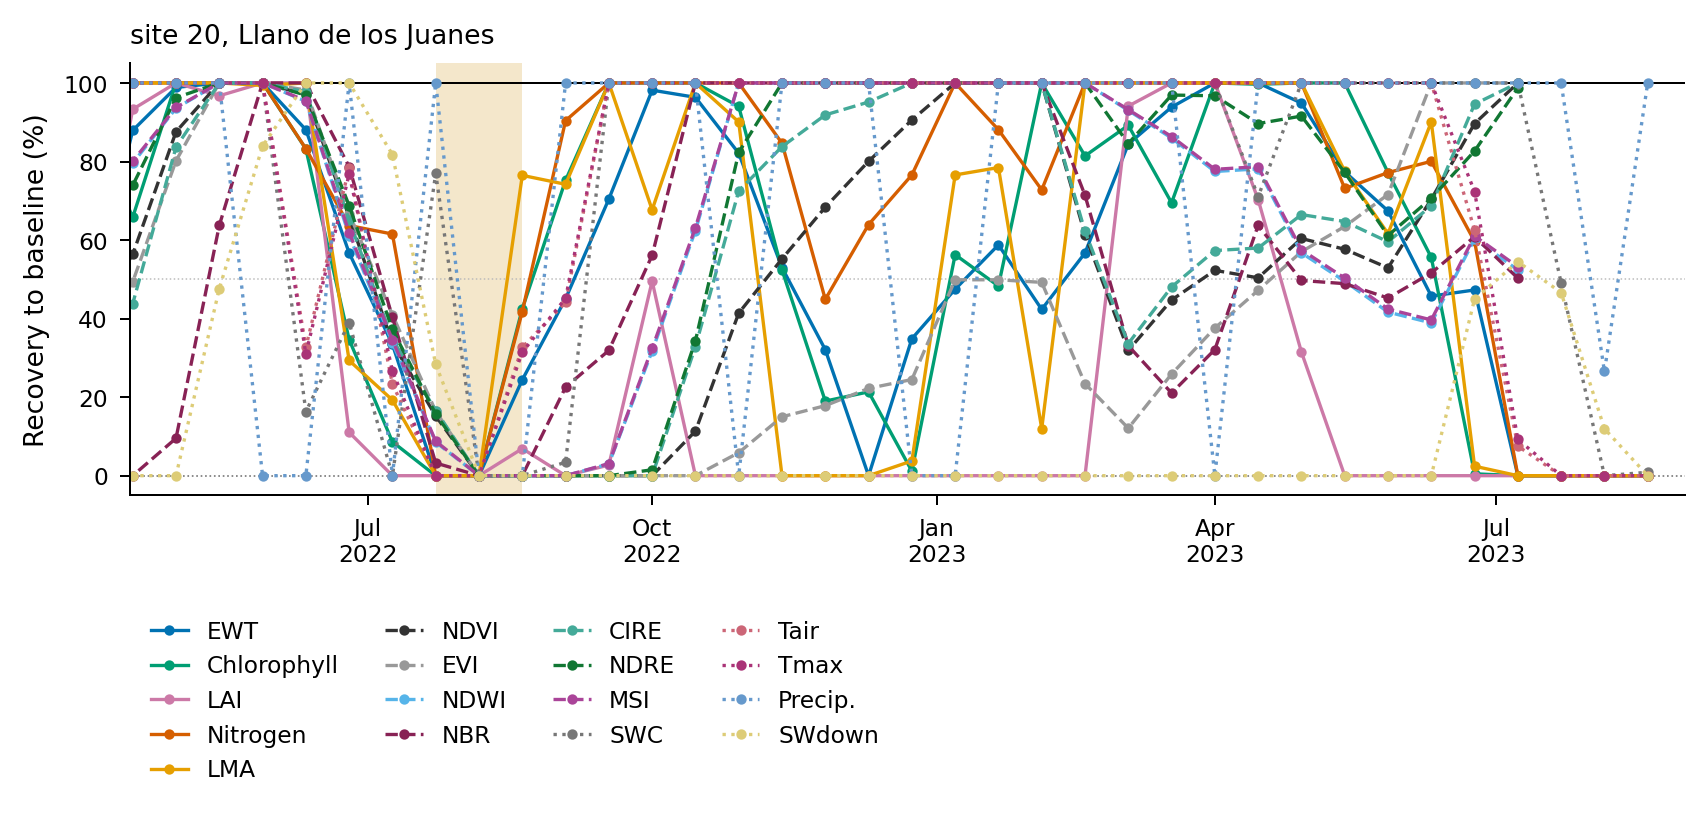 site 20, Llano de los Juanes
Recovery to baseline (%)
100
80
60
40
20
0
Jul
2022
Oct
2022
Jan
2023
Apr
2023
Jul
2023
EWT
Chlorophyll
LAI
Nitrogen
LMA
NDVI
EVI
NDWI
NBR
CIRE
NDRE
MSI
SWC
Tair
Tmax
Precip.
SWdown